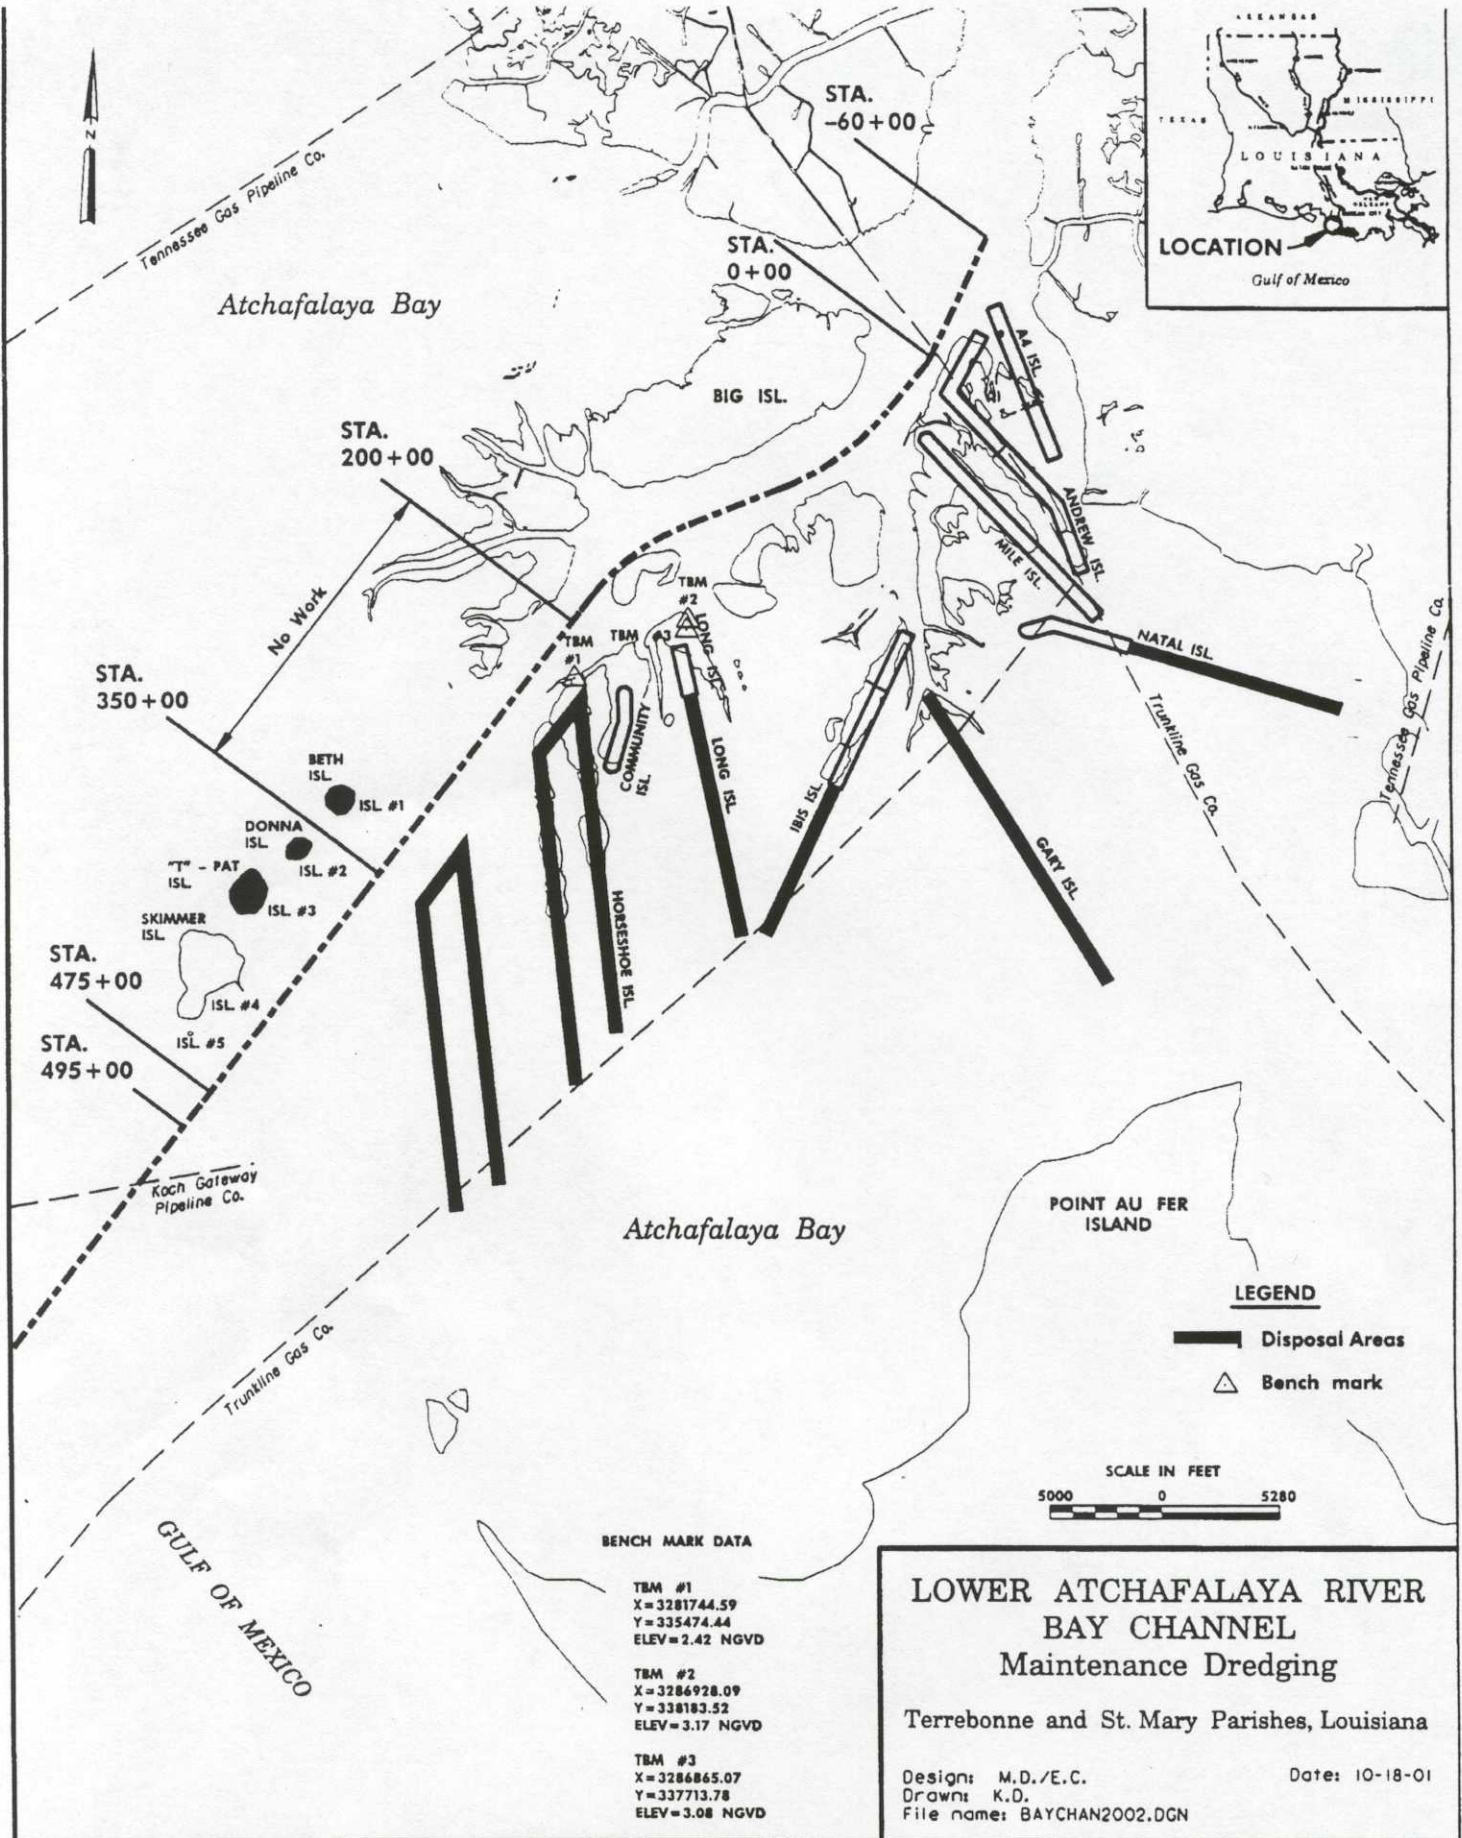 ARKANSAS
MISSISSIPPI
TEXAS
LOUISIANA
LOCATION
Gulf of Mexico
N
Tennessee Gas Pipeline Co.
STA.
-60+00
STA.
0+00
Atchafalaya Bay
A4 ISL.
BIG ISL.
STA.
200+00
ANDREW ISL.
MILE ISL.
No Work
TBM
#2
LONG ISL.
TBM
#1
TBM #3
NATAL ISL.
Tennessee Gas Pipeline Co.
STA.
350+00
Trunkline Gas Co.
COMMUNITY
ISL.
LONG ISL.
BETH
ISL.
ISL. #1
IBIS ISL.
DONNA
ISL.
ISL. #2
GARY ISL.
"T" - PAT
ISL.
ISL. #3
HORSESHOE ISL.
SKIMMER
ISL.
STA.
475+00
ISL. #4
ISL. #5
STA.
495+00
Koch Gateway
Pipeline Co.
Atchafalaya Bay
POINT AU FER
ISLAND
LEGEND
Disposal Areas
Bench mark
Trunkline Gas Co.
SCALE IN FEET
5000 0 5280
GULF OF MEXICO
BENCH MARK DATA
TBM #1
X=3281744.59
Y=335474.44
ELEV=2.42 NGVD
TBM #2
X=3286928.09
Y=338183.52
ELEV=3.17 NGVD
TBM #3
X=3286865.07
Y=337713.78
ELEV=3.08 NGVD
LOWER ATCHAFALAYA RIVER
BAY CHANNEL
Maintenance Dredging
Terrebonne and St. Mary Parishes, Louisiana
Design: M.D./E.C. Date: 10-18-01
Drawn: K.D.
File name: BAYCHAN2002.DGN